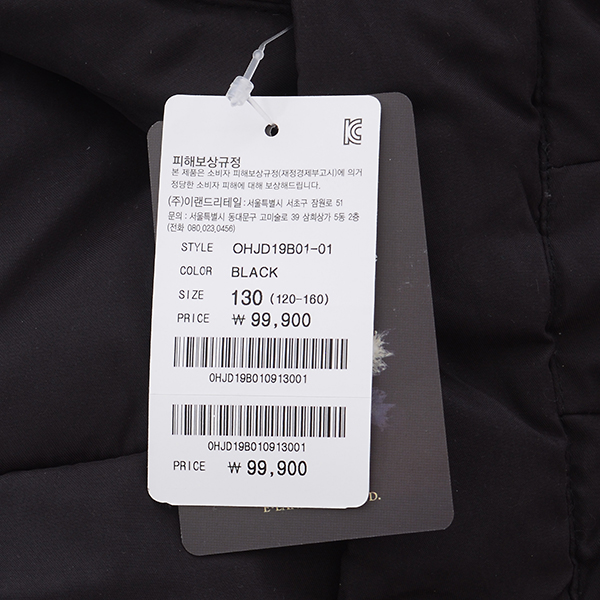 KC
피해보상규정
본 제품은 소비자 피해보상규정(재정경제부고시)에 의거
정당한 소비자 피해에 대해 보상해드립니다.
(주)이랜드리테일 : 서울특별시 서초구 잠원로 51
문의 : 서울특별시 동대문구 고미술로 39 삼희상가 5동 2층
(전화 080,023,0456)
STYLE OHJD19B01-01
COLOR BLACK
SIZE 130 (120-160)
PRICE ₩ 99,900
0HJD19B010913001
0HJD19B010913001
PRICE ₩ 99,900